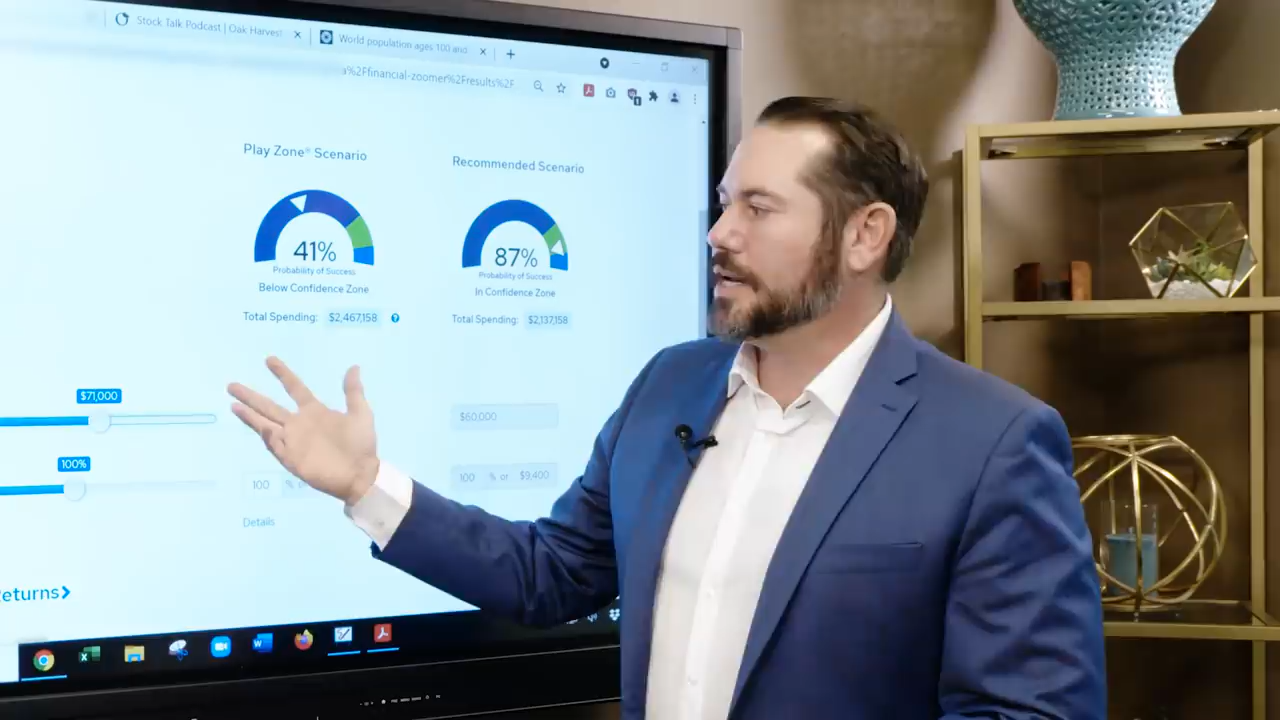 Stock Talk Podcast | Oak Harvest
World population ages 100 and
%2Ffinancial-zoomer%2Fresults%2F
Play Zone® Scenario
Recommended Scenario
41%
Probability of Success
Below Confidence Zone
87%
Probability of Success
In Confidence Zone
Total Spending: $2,467,158
Total Spending: $2,137,158
$71,000
$60,000
100%
100 %
100 % or $9,400
Details
eturns